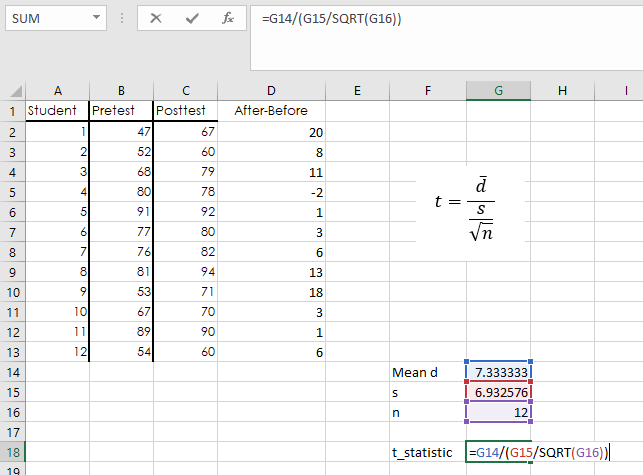 SUM fx =G14/(G15/SQRT(G16))
A B C D E F G H I
1 Student Pretest Posttest After-Before
2 1 47 67 20
3 2 52 60 8
4 3 68 79 11
5 4 80 78 -2
6 5 91 92 1
7 6 77 80 3
8 7 76 82 6
9 8 81 94 13
10 9 53 71 18
11 10 67 70 3
12 11 89 90 1
13 12 54 60 6
t = d̄ / (s / √n)
14 Mean d 7.333333
15 s 6.932576
16 n 12
17
18 t_statistic =G14/(G15/SQRT(G16))
19